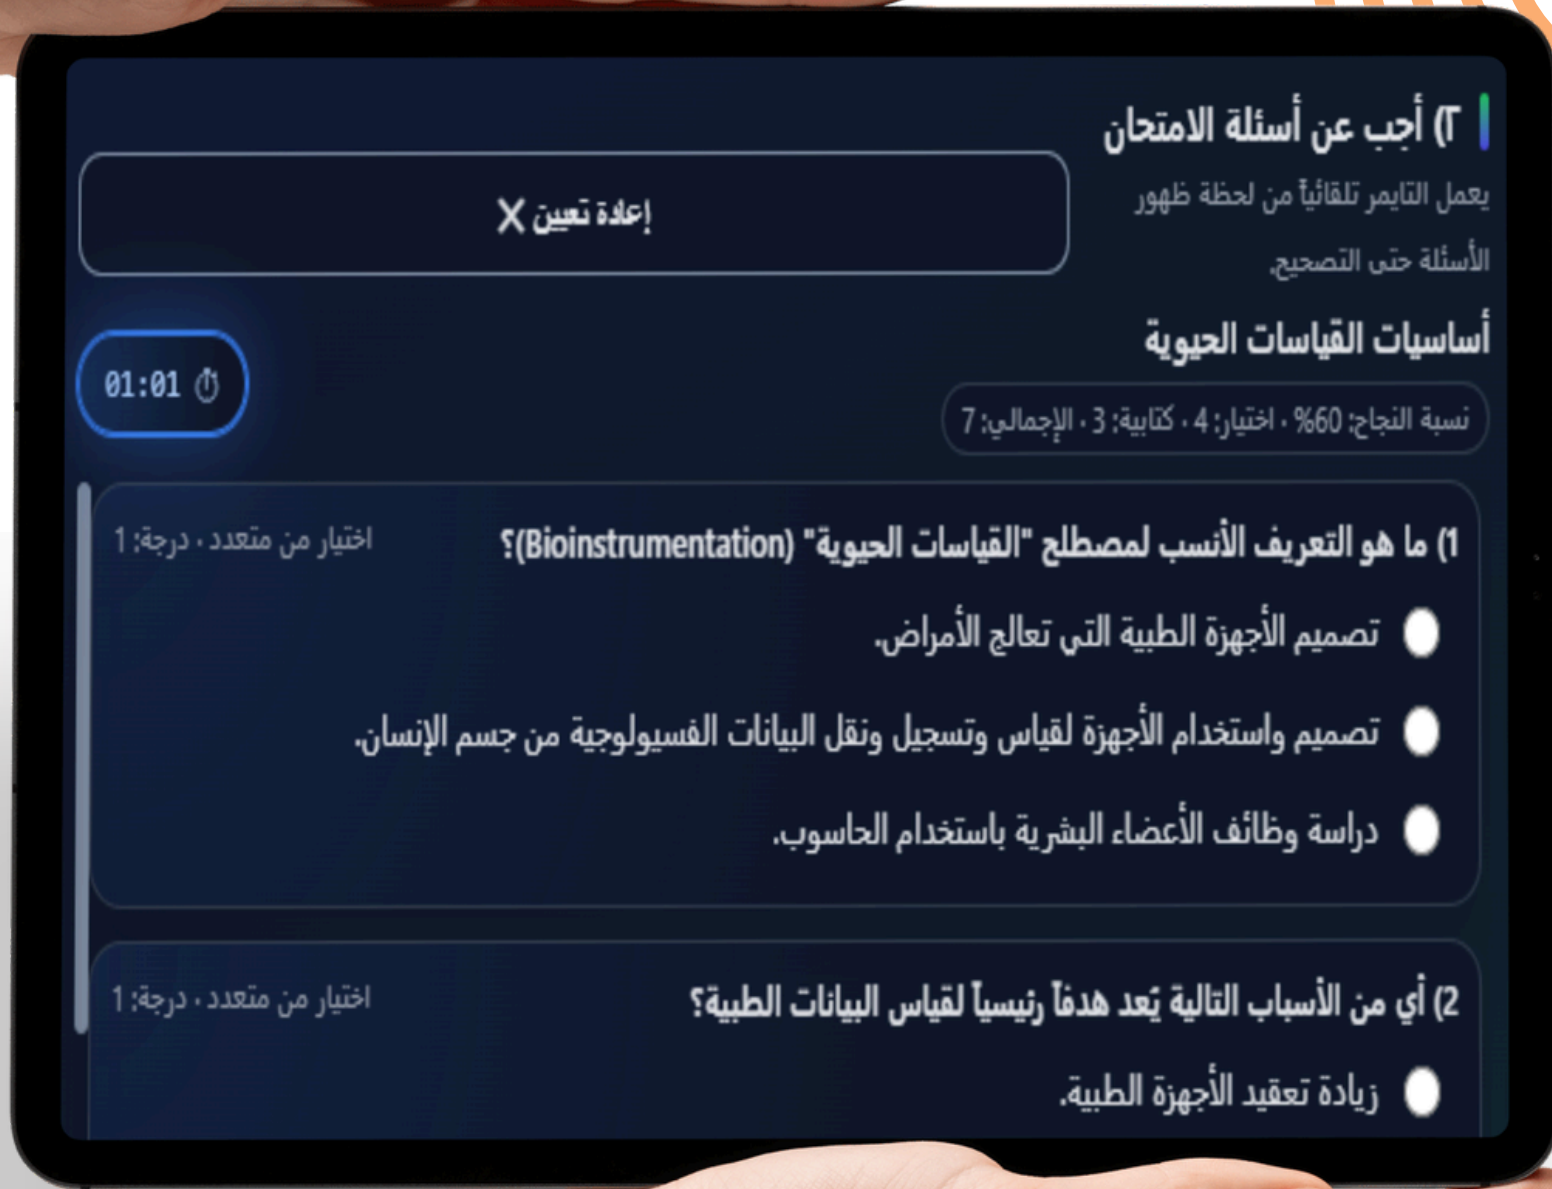 ٢) أجب عن أسئلة الامتحان
يعمل التايمر تلقائياً من لحظة ظهور
الأسئلة حتى التصحيح.
إعادة تعيين X
أساسيات القياسات الحيوية
01:01
نسبة النجاح: 60% · اختيار: 4 · كتابية: 3 · الإجمالي: 7
1) ما هو التعريف الأنسب لمصطلح "القياسات الحيوية" (Bioinstrumentation)؟
اختيار من متعدد · درجة: 1
تصميم الأجهزة الطبية التي تعالج الأمراض.
تصميم واستخدام الأجهزة لقياس وتسجيل ونقل البيانات الفسيولوجية من جسم الإنسان.
دراسة وظائف الأعضاء البشرية باستخدام الحاسوب.
2) أي من الأسباب التالية يُعد هدفاً رئيسياً لقياس البيانات الطبية؟
اختيار من متعدد · درجة: 1
زيادة تعقيد الأجهزة الطبية.